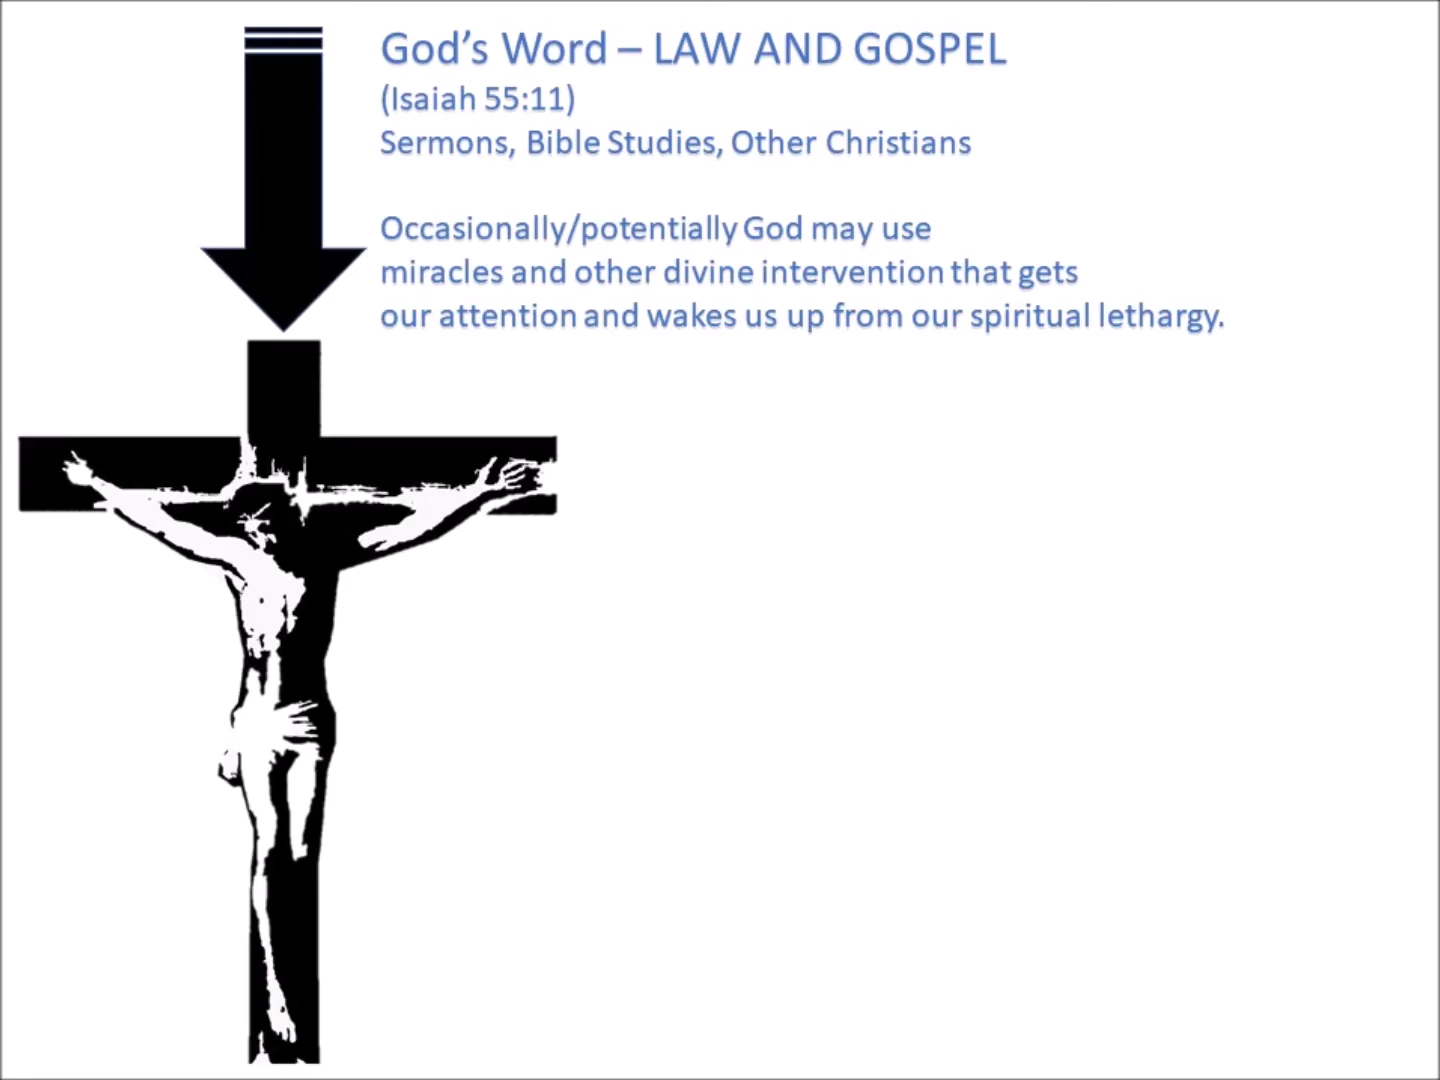 God’s Word – LAW AND GOSPEL
(Isaiah 55:11)
Sermons, Bible Studies, Other Christians
Occasionally/potentially God may use
miracles and other divine intervention that gets
our attention and wakes us up from our spiritual lethargy.